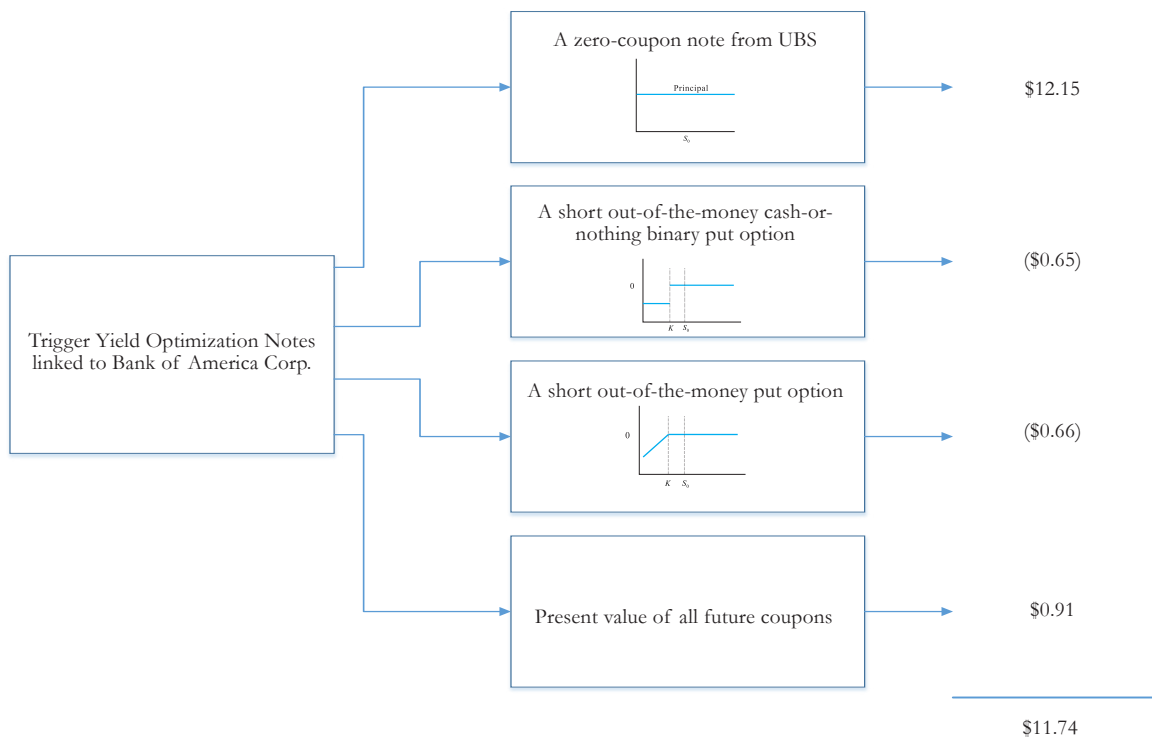 A zero-coupon note from UBS
Principal
S₀
$12.15
A short out-of-the-money cash-or-
nothing binary put option
0
K S₀
($0.65)
Trigger Yield Optimization Notes
linked to Bank of America Corp.
A short out-of-the-money put option
0
K S₀
($0.66)
Present value of all future coupons
$0.91
$11.74